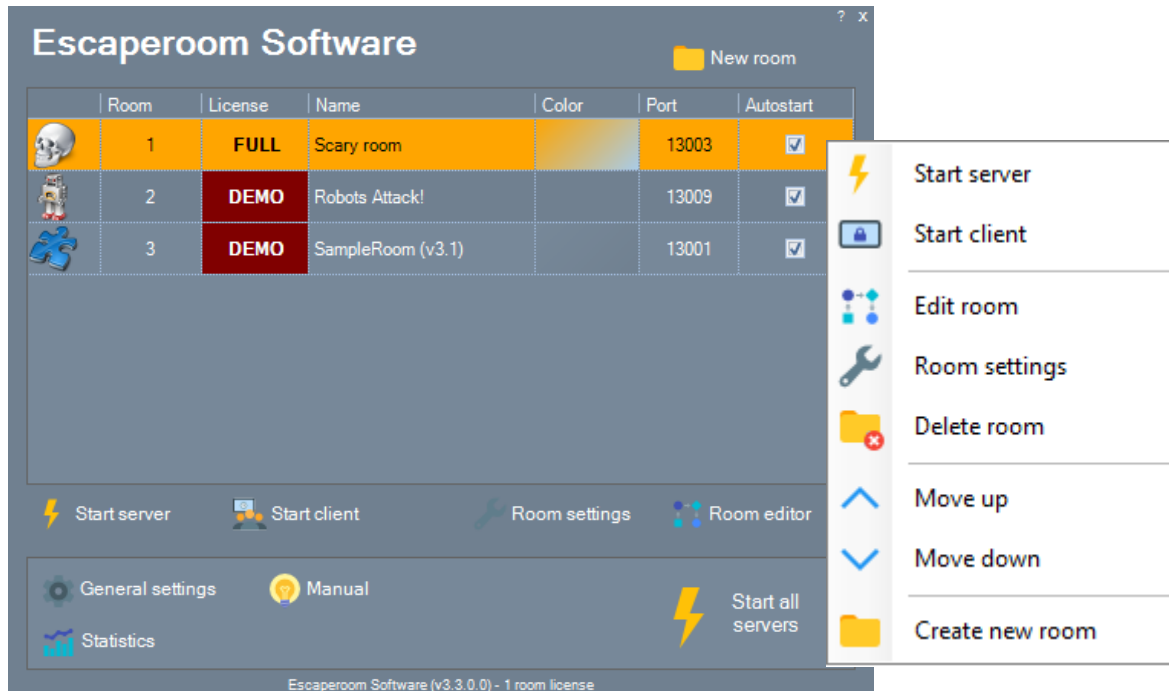 ? x
Escaperoom Software
New room
Room License Name Color Port Autostart
1 FULL Scary room 13003
2 DEMO Robots Attack! 13009
3 DEMO SampleRoom (v3.1) 13001
Start server Start client Room settings Room editor
General settings Manual
Statistics
Start all
servers
Escaperoom Software (v3.3.0.0) - 1 room license
Start server
Start client
Edit room
Room settings
Delete room
Move up
Move down
Create new room